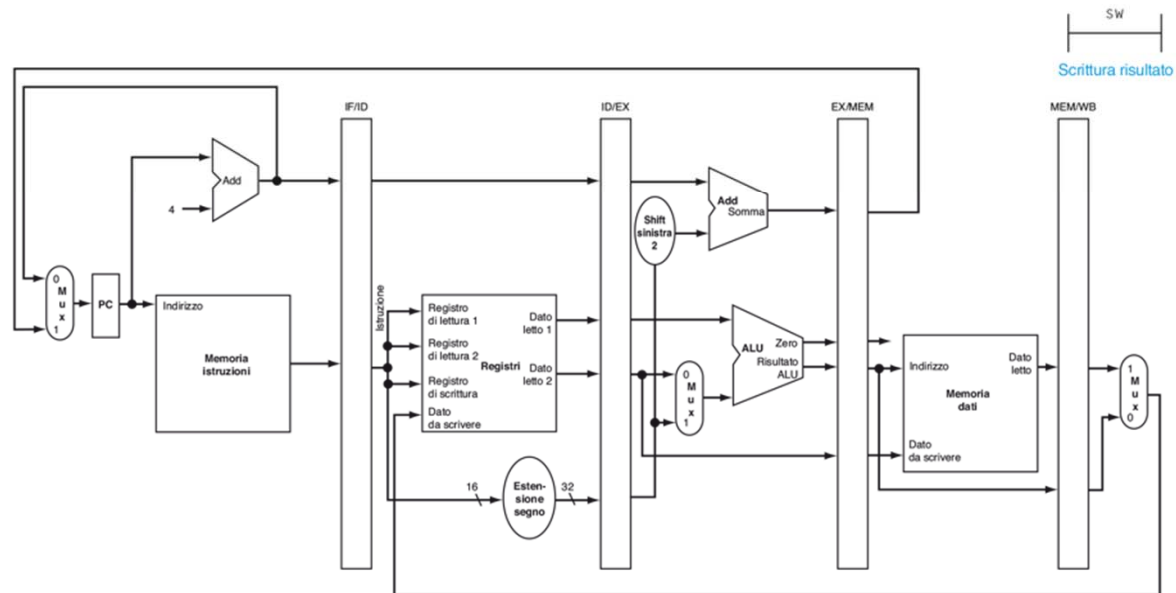 SW
Scrittura risultato
IF/ID
ID/EX
EX/MEM
MEM/WB
Add
4
Add
Somma
Shift
sinistra
2
0
M
u
x
1
PC
Indirizzo
Memoria
istruzioni
Istruzione
Registro
di lettura 1
Registro
di lettura 2
Registro
di scrittura
Dato
da scrivere
Registri
Dato
letto 1
Dato
letto 2
16
Esten-
sione
segno
32
0
M
u
x
1
ALU
Zero
Risultato
ALU
Indirizzo
Dato
letto
Memoria
dati
Dato
da scrivere
1
M
u
x
0